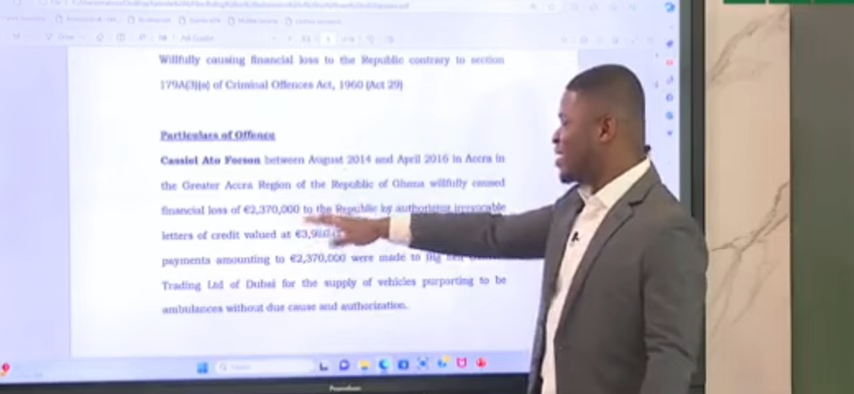 Willfully causing financial loss to the Republic contrary to section
179A(3)(a) of Criminal Offences Act, 1960 (Act 29)
Particulars of Offence
Cassiel Ato Forson between August 2014 and April 2016 in Accra in
the Greater Accra Region of the Republic of Ghana willfully caused
financial loss of €2,370,000 to the Republic by authorizing irrevocable
letters of credit valued at
payments amounting to €2,370,000 were made to Big Sea
Trading Ltd of Dubai for the supply of vehicles purporting to be
ambulances without due cause and authorization.